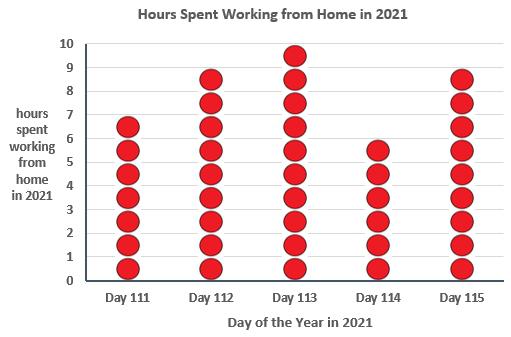 Hours Spent Working from Home in 2021
10
9
8
7
6
5
4
3
2
1
0
hours
spent
working
from
home
in 2021
Day 111 Day 112 Day 113 Day 114 Day 115
Day of the Year in 2021